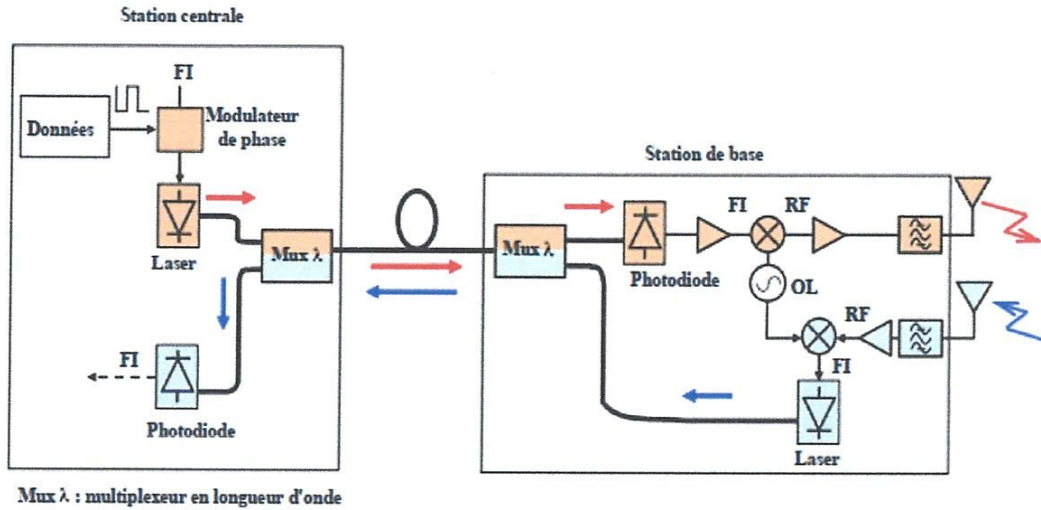 Station centrale
FI
Données
Modulateur
de phase
Laser
Mux λ
FI
Photodiode
Station de base
Mux λ
FI
RF
Photodiode
OL
RF
FI
Laser
Mux λ : multiplexeur en longueur d'onde